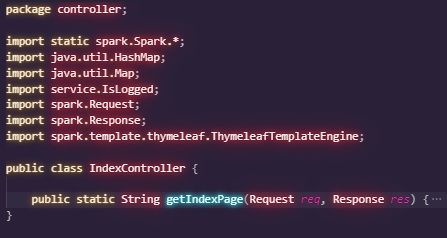 package controller;
import static spark.Spark.*;
import java.util.HashMap;
import java.util.Map;
import service.IsLogged;
import spark.Request;
import spark.Response;
import spark.template.thymeleaf.ThymeleafTemplateEngine;
public class IndexController {
public static String getIndexPage(Request req, Response res) {···
}